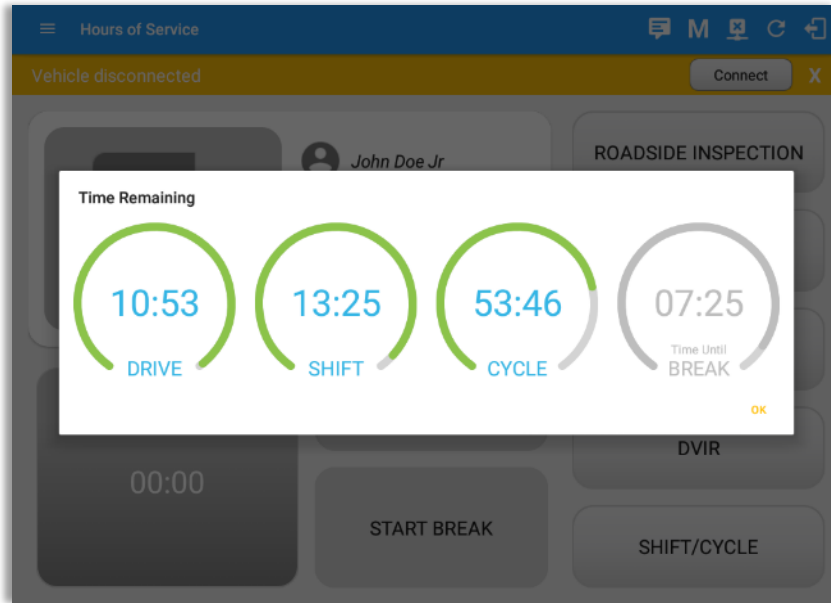 Hours of Service
M
Vehicle disconnected
Connect
X
John Doe Jr
ROADSIDE INSPECTION
Time Remaining
10:53
DRIVE
13:25
SHIFT
53:46
CYCLE
07:25
Time Until
BREAK
OK
DVIR
00:00
START BREAK
SHIFT/CYCLE